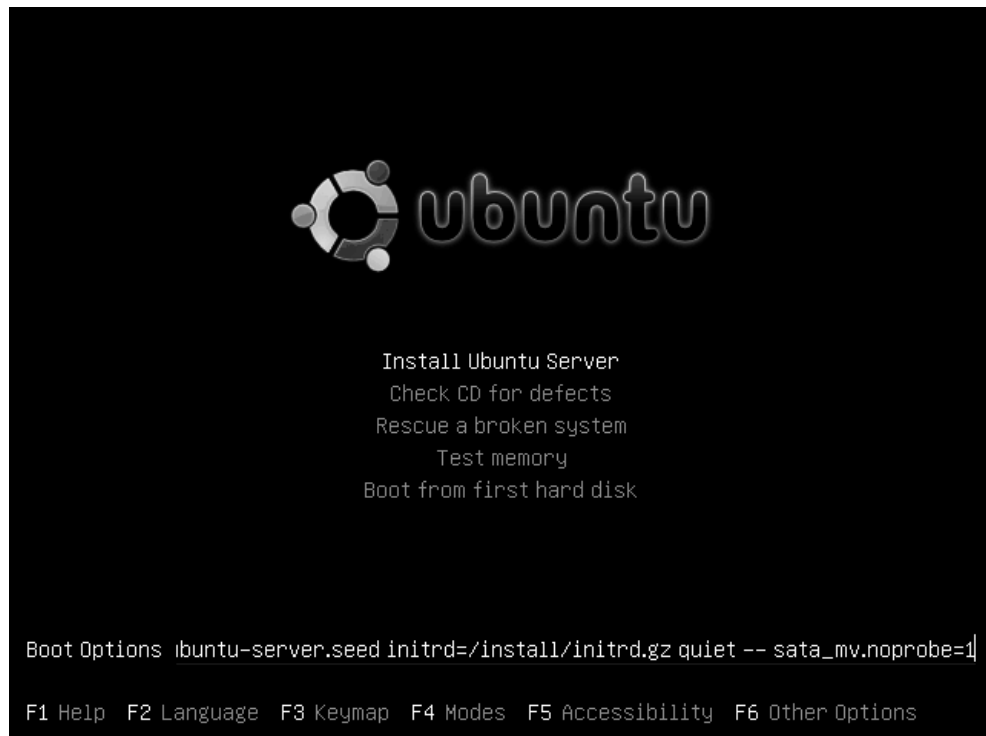 ubuntu
Install Ubuntu Server
Check CD for defects
Rescue a broken system
Test memory
Boot from first hard disk
Boot Options buntu-server.seed initrd=/install/initrd.gz quiet -- sata_mv.noprobe=1
F1 Help F2 Language F3 Keymap F4 Modes F5 Accessibility F6 Other Options